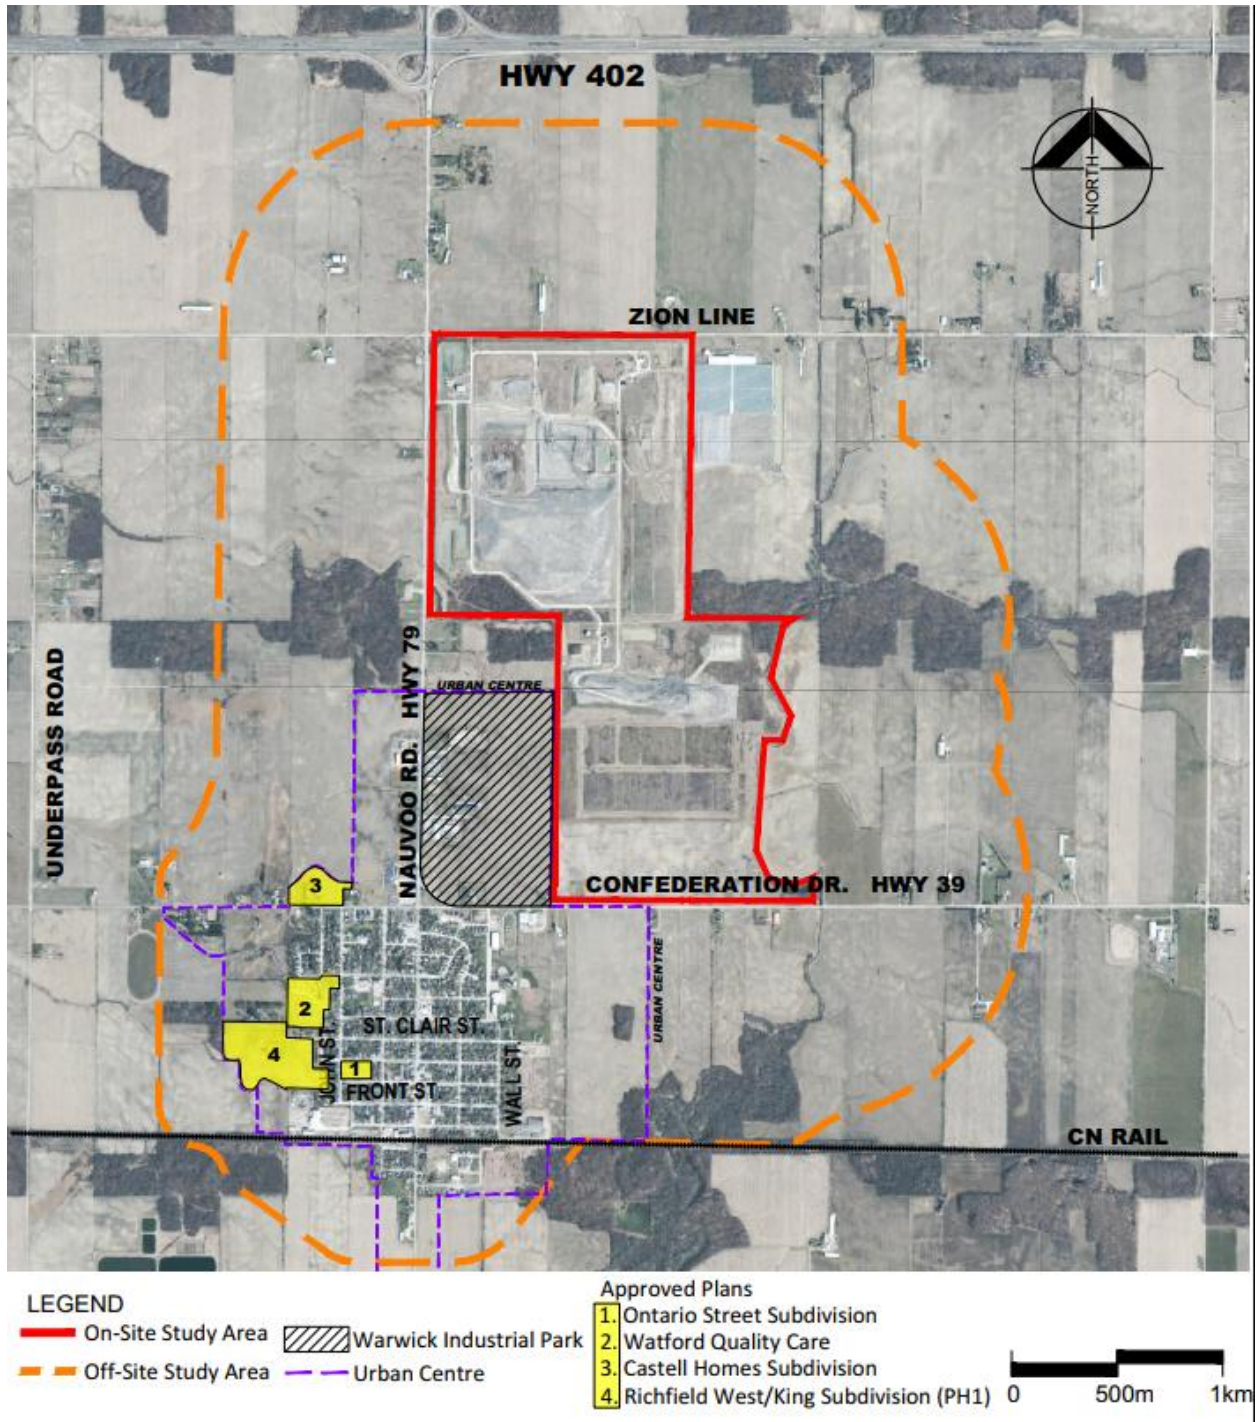 HWY 402
NORTH
ZION LINE
HWY 79
URBAN CENTRE
UNDERPASS ROAD
NAUVOO RD.
3
CONFEDERATION DR. HWY 39
URBAN CENTRE
2
ST. CLAIR ST.
JOHN ST.
4
1
FRONT ST.
WALL ST.
CN RAIL
LEGEND
On-Site Study Area
Off-Site Study Area
Warwick Industrial Park
Urban Centre
Approved Plans
1. Ontario Street Subdivision
2. Watford Quality Care
3. Castell Homes Subdivision
4. Richfield West/King Subdivision (PH1)
0 500m 1km